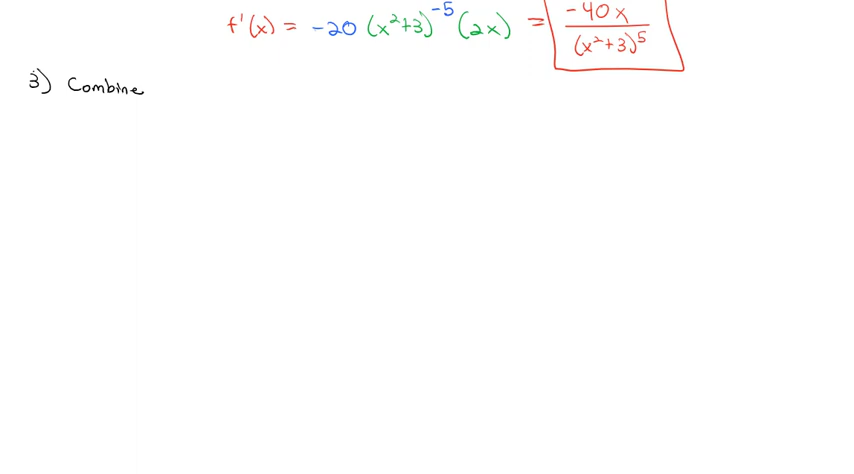 f'(x) = -20 (x²+3)⁻⁵ (2x) = -40x / (x²+3)⁵
3) Combine